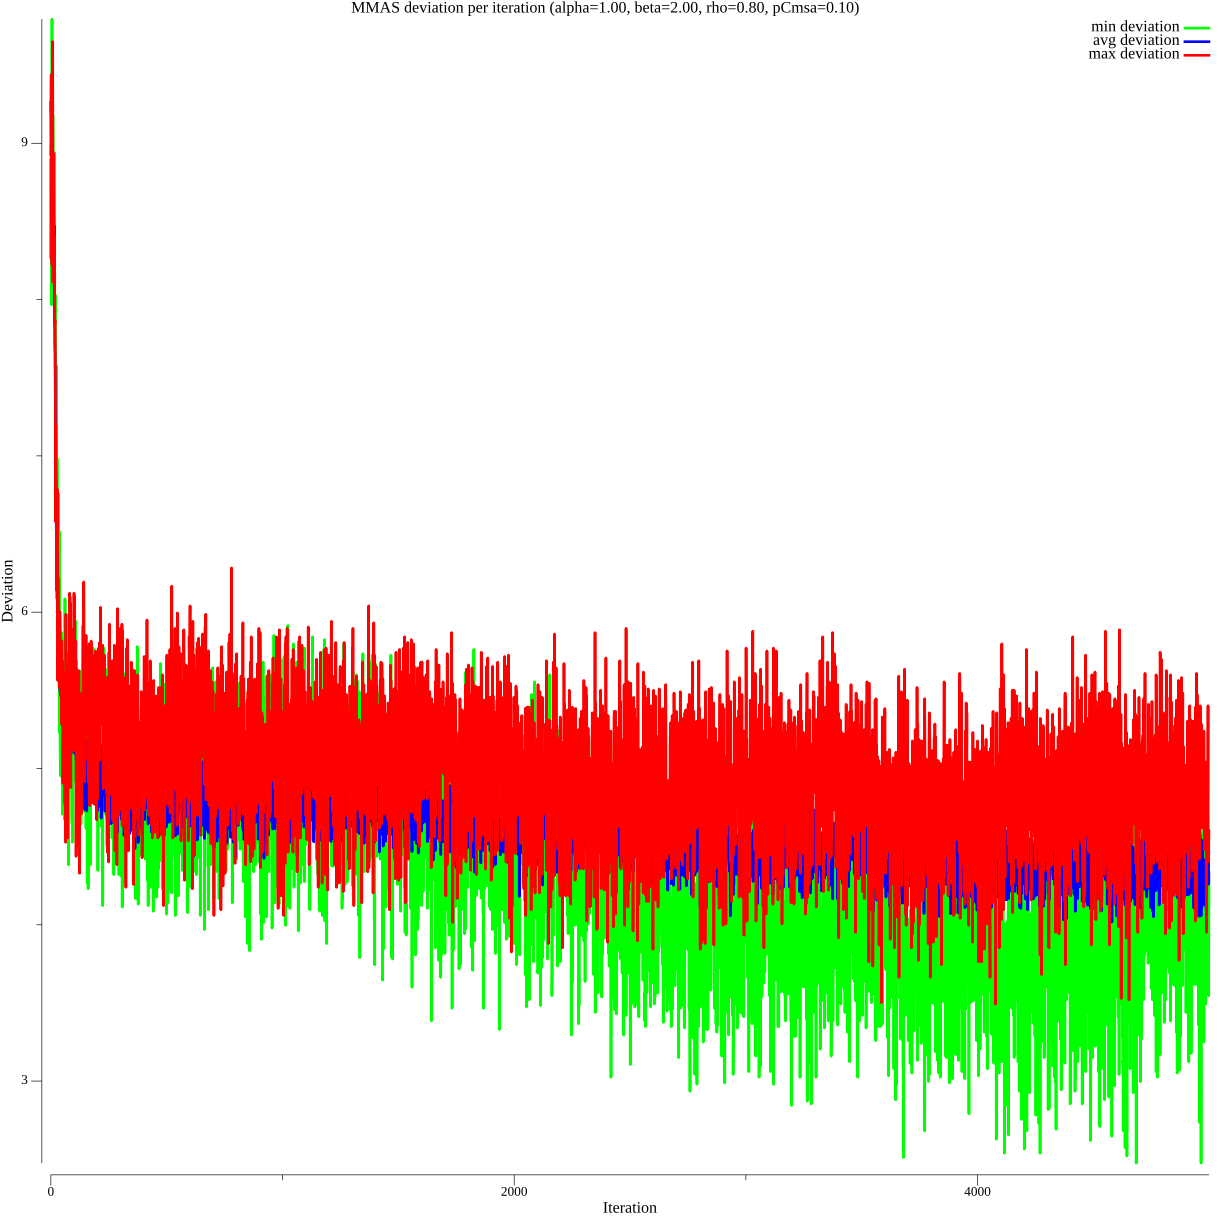 MMAS deviation per iteration (alpha=1.00, beta=2.00, rho=0.80, pCmsa=0.10)
min deviation
avg deviation
max deviation
9
6
3
Deviation
0
2000
4000
Iteration